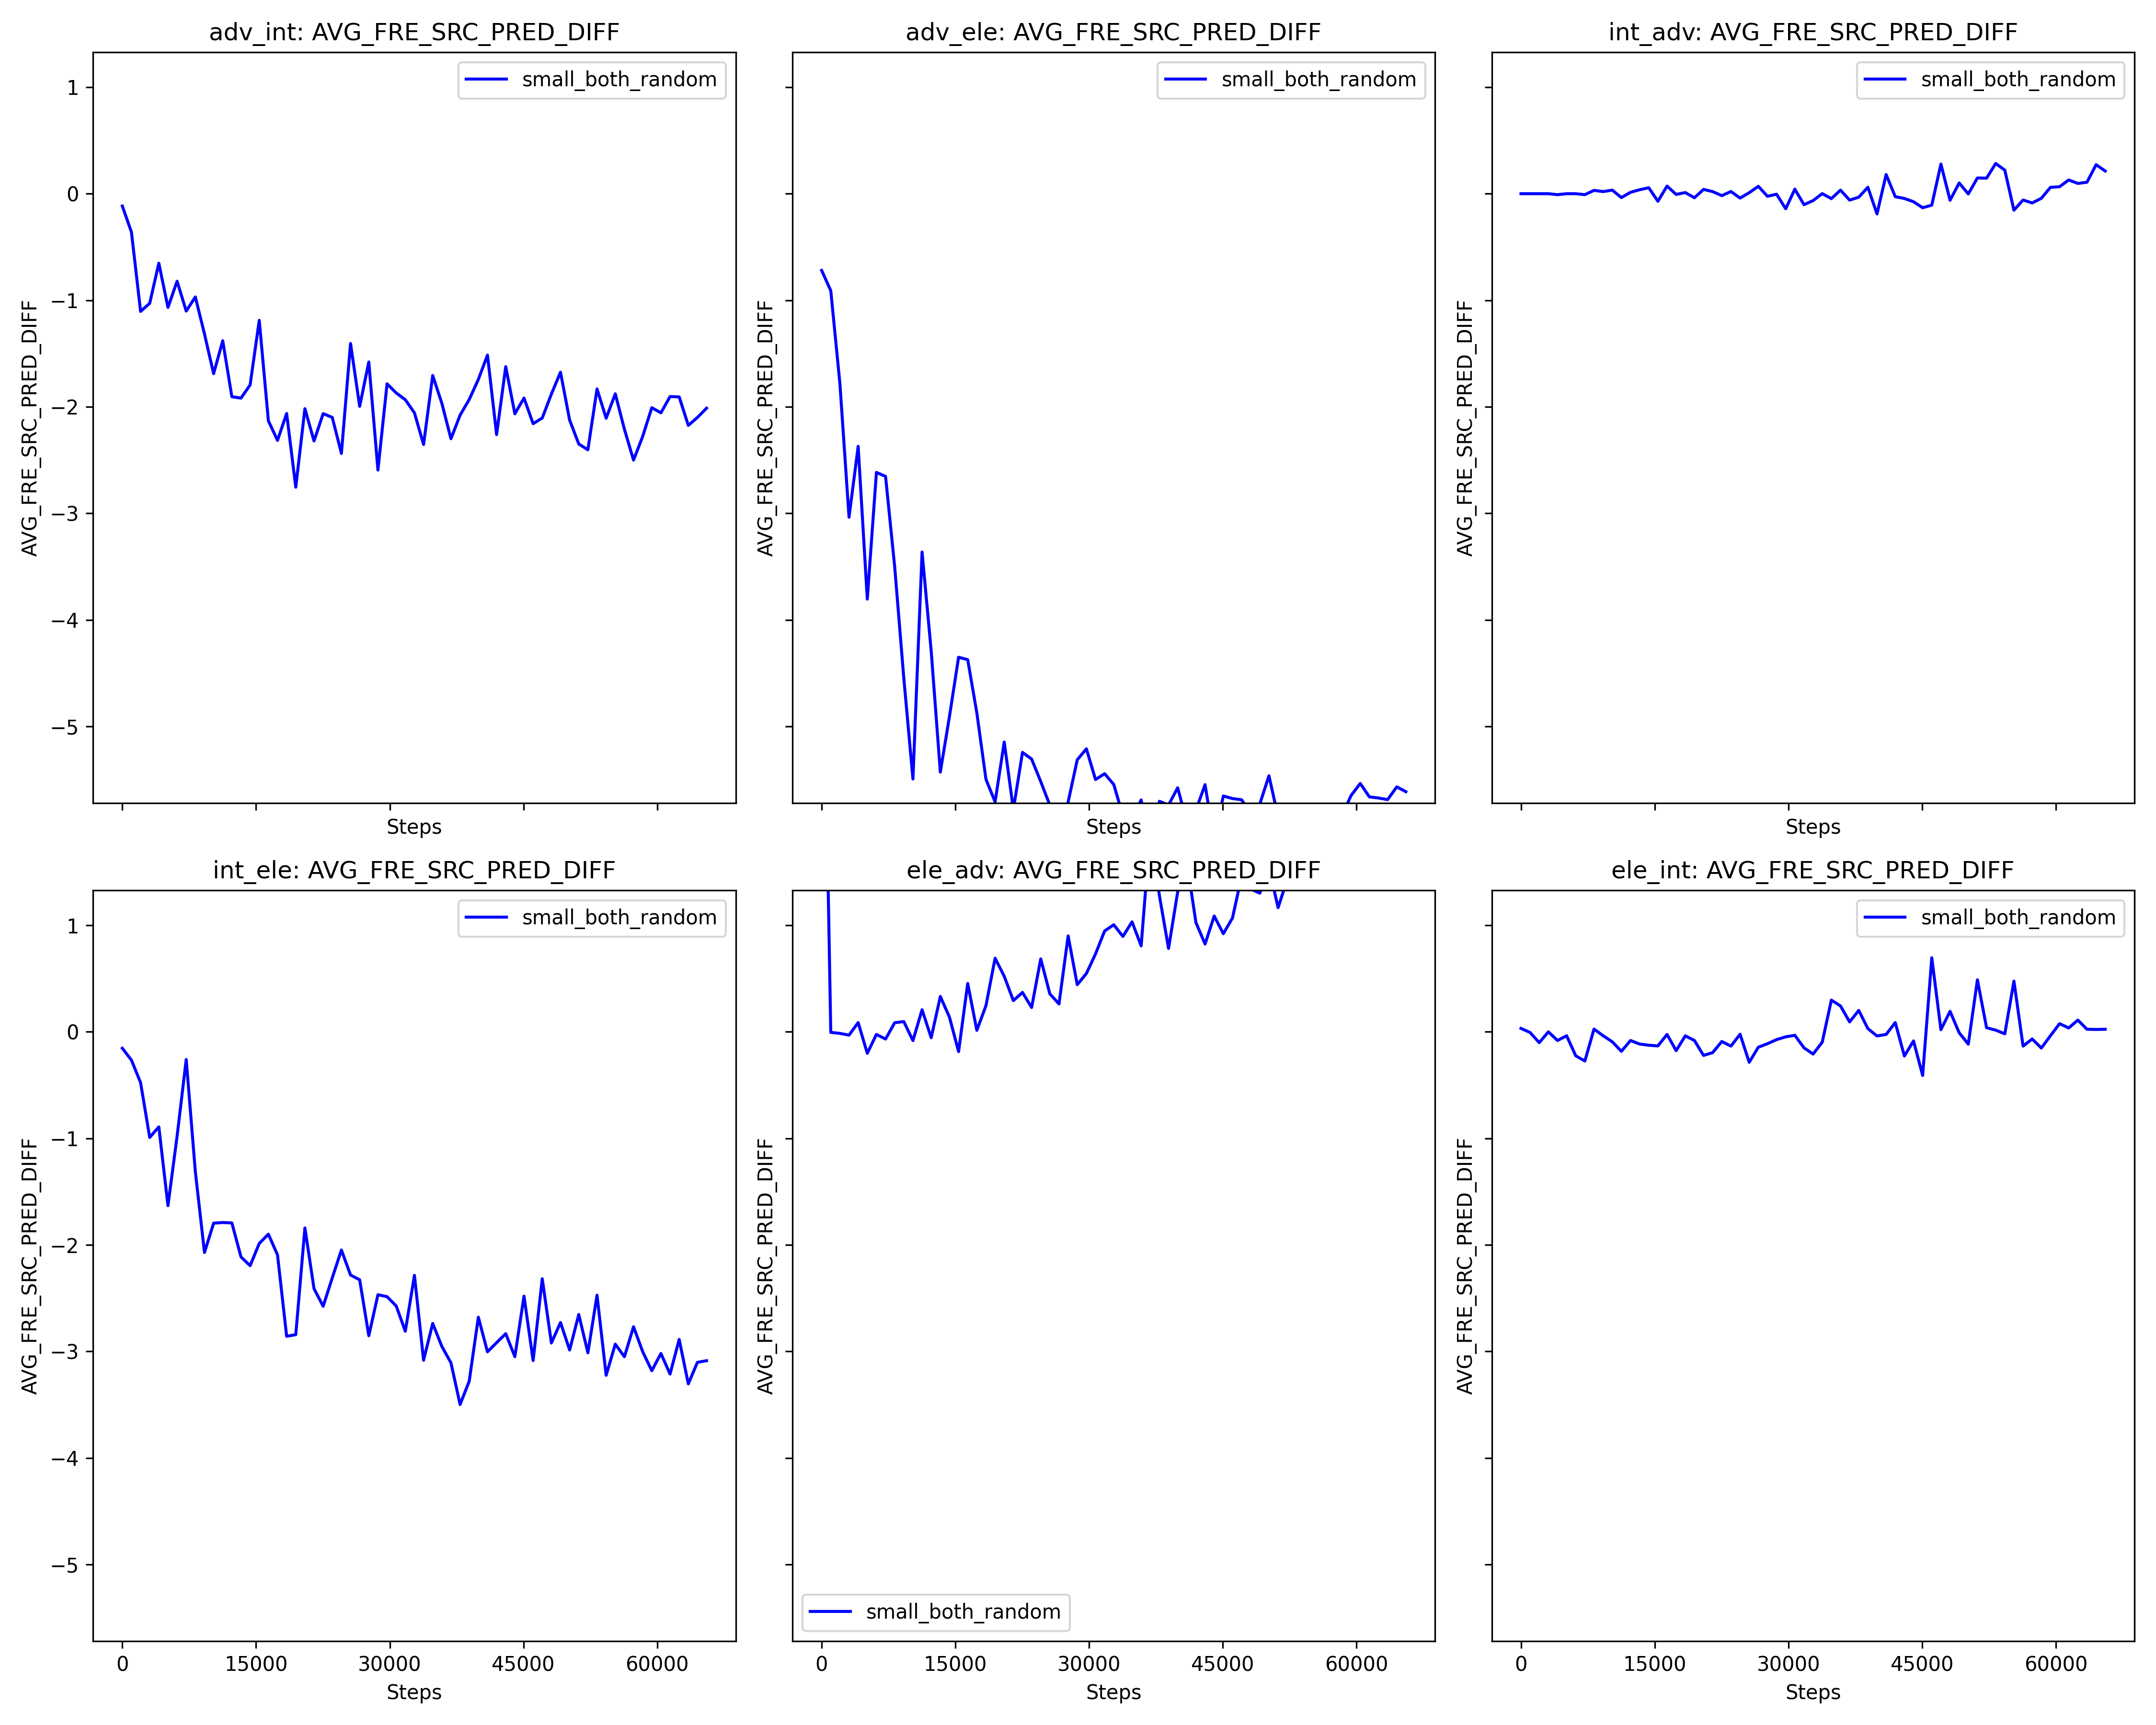 adv_int: AVG_FRE_SRC_PRED_DIFF
adv_ele: AVG_FRE_SRC_PRED_DIFF
int_adv: AVG_FRE_SRC_PRED_DIFF
small_both_random
small_both_random
small_both_random
AVG_FRE_SRC_PRED_DIFF
AVG_FRE_SRC_PRED_DIFF
AVG_FRE_SRC_PRED_DIFF
1
0
−1
−2
−3
−4
−5
Steps
Steps
Steps
int_ele: AVG_FRE_SRC_PRED_DIFF
ele_adv: AVG_FRE_SRC_PRED_DIFF
ele_int: AVG_FRE_SRC_PRED_DIFF
small_both_random
small_both_random
small_both_random
AVG_FRE_SRC_PRED_DIFF
AVG_FRE_SRC_PRED_DIFF
AVG_FRE_SRC_PRED_DIFF
1
0
−1
−2
−3
−4
−5
0 15000 30000 45000 60000
0 15000 30000 45000 60000
0 15000 30000 45000 60000
Steps
Steps
Steps